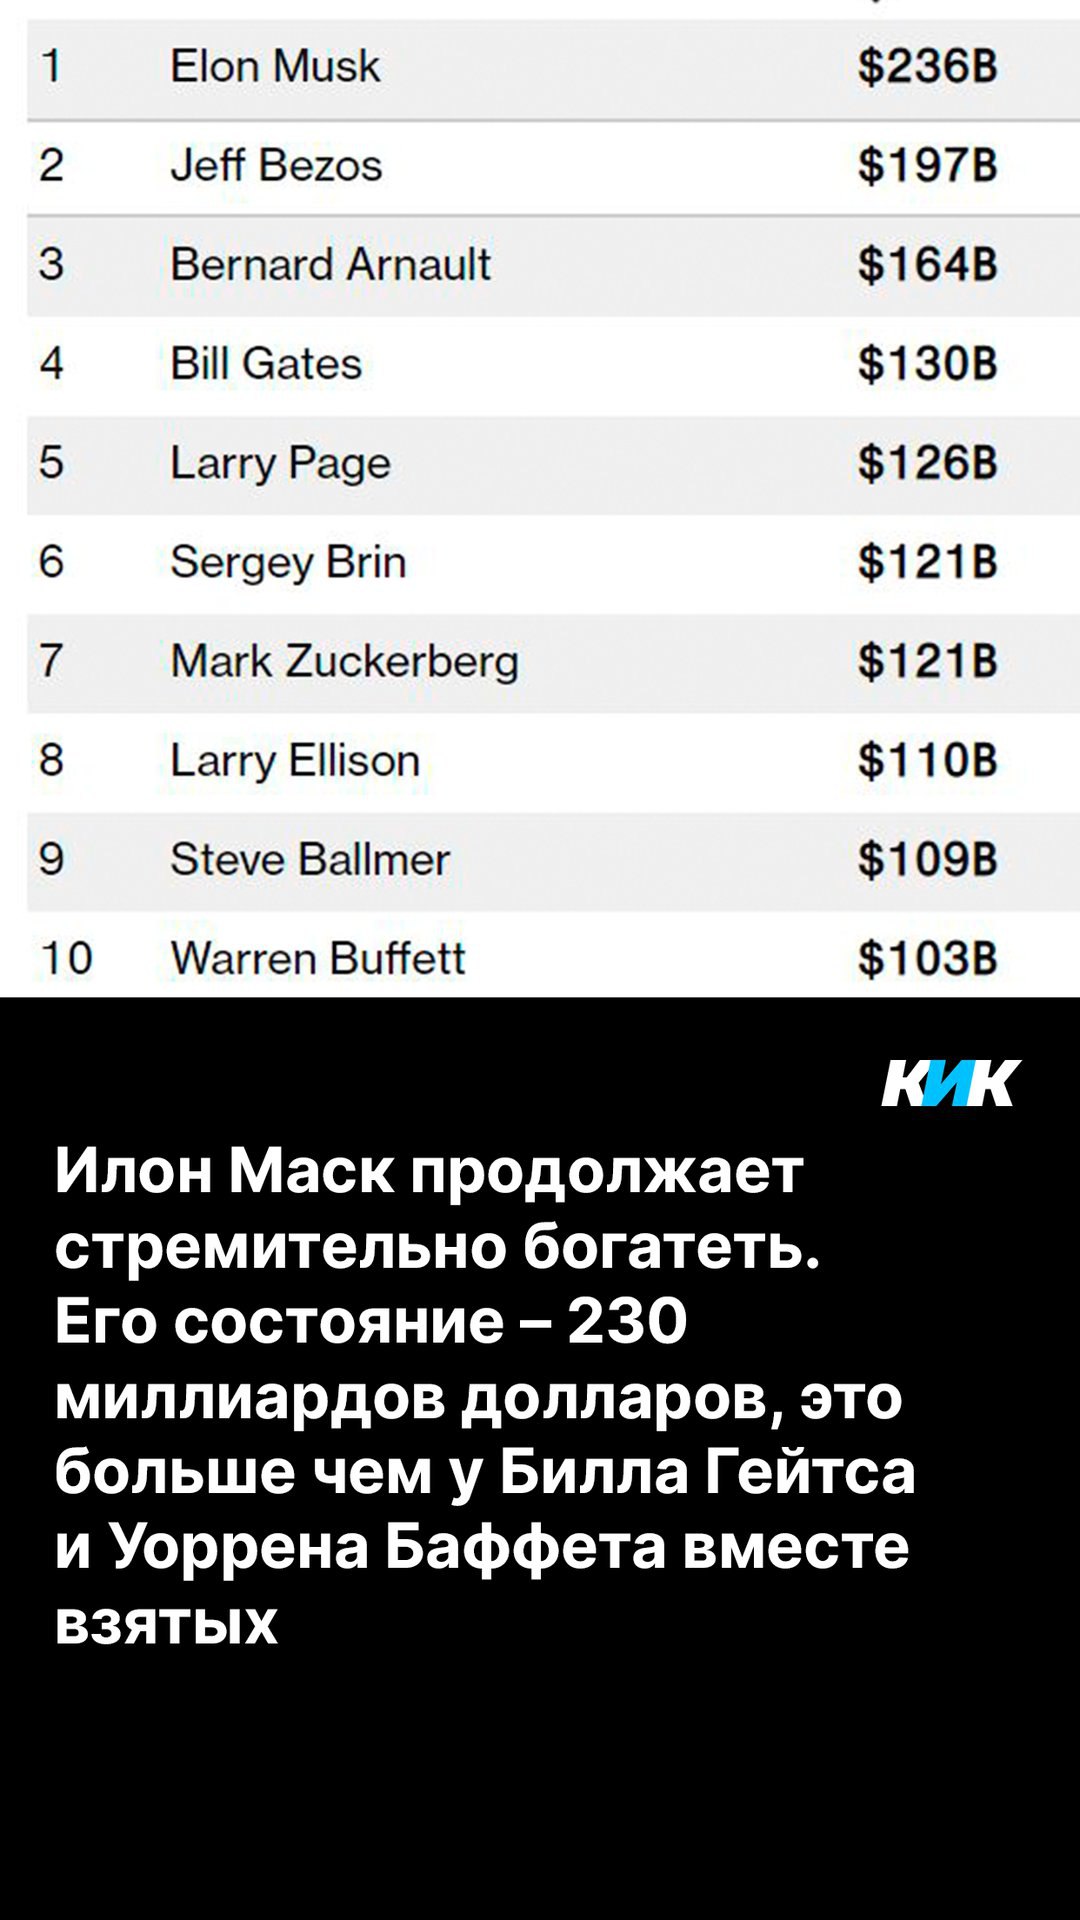 1 Elon Musk $236B
2 Jeff Bezos $197B
3 Bernard Arnault $164B
4 Bill Gates $130B
5 Larry Page $126B
6 Sergey Brin $121B
7 Mark Zuckerberg $121B
8 Larry Ellison $110B
9 Steve Ballmer $109B
10 Warren Buffett $103B
КИК
Илон Маск продолжает
стремительно богатеть.
Его состояние – 230
миллиардов долларов, это
больше чем у Билла Гейтса
и Уоррена Баффета вместе
взятых